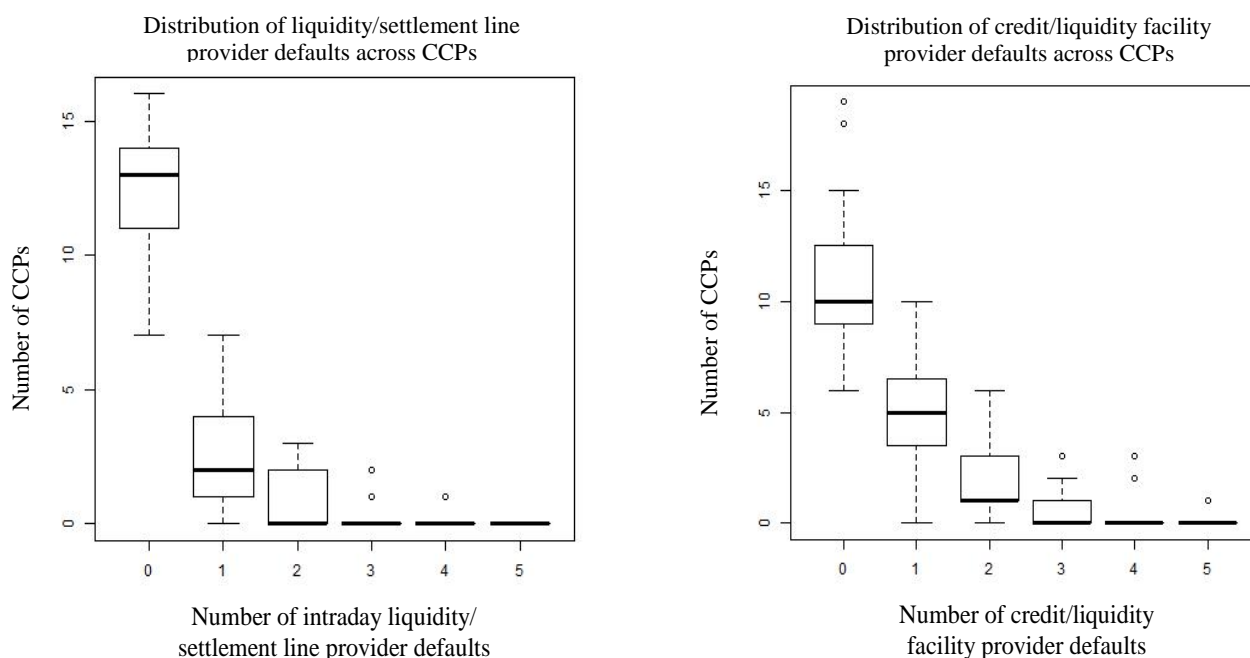 Distribution of liquidity/settlement line
provider defaults across CCPs
Number of CCPs
15
10
5
0
0 1 2 3 4 5
Number of intraday liquidity/
settlement line provider defaults
Distribution of credit/liquidity facility
provider defaults across CCPs
Number of CCPs
15
10
5
0
0 1 2 3 4 5
Number of credit/liquidity
facility provider defaults